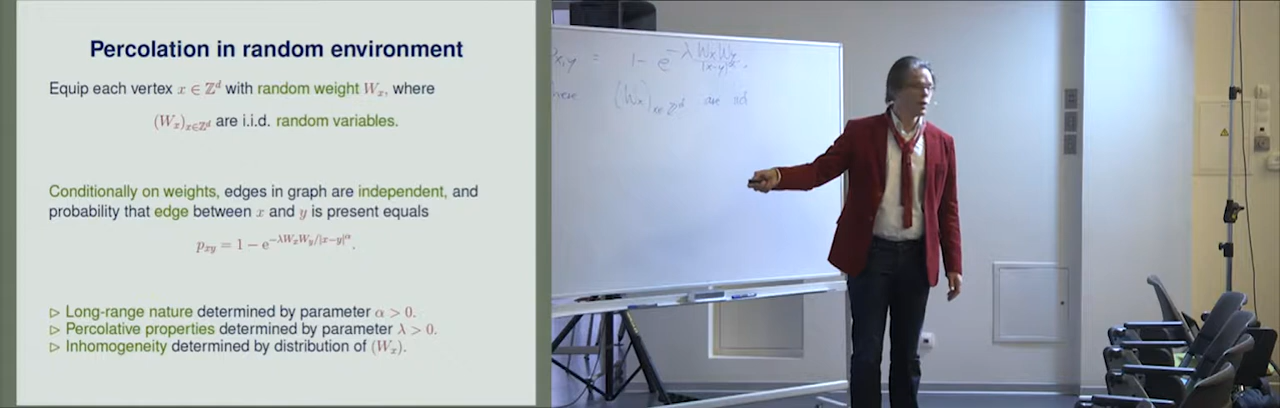 Percolation in random environment
Equip each vertex x ∈ ℤ^d with random weight W_x, where
(W_x)_{x∈ℤ^d} are i.i.d. random variables.
Conditionally on weights, edges in graph are independent, and
probability that edge between x and y is present equals
p_{xy} = 1 − e^{−λW_xW_y/|x−y|^α}.
▷ Long-range nature determined by parameter α > 0.
▷ Percolative properties determined by parameter λ > 0.
▷ Inhomogeneity determined by distribution of (W_x).
x,y = 1 - e^{-λ W_x W_y / |x-y|^α},
here (W_x)_{x∈ℤ^d} are